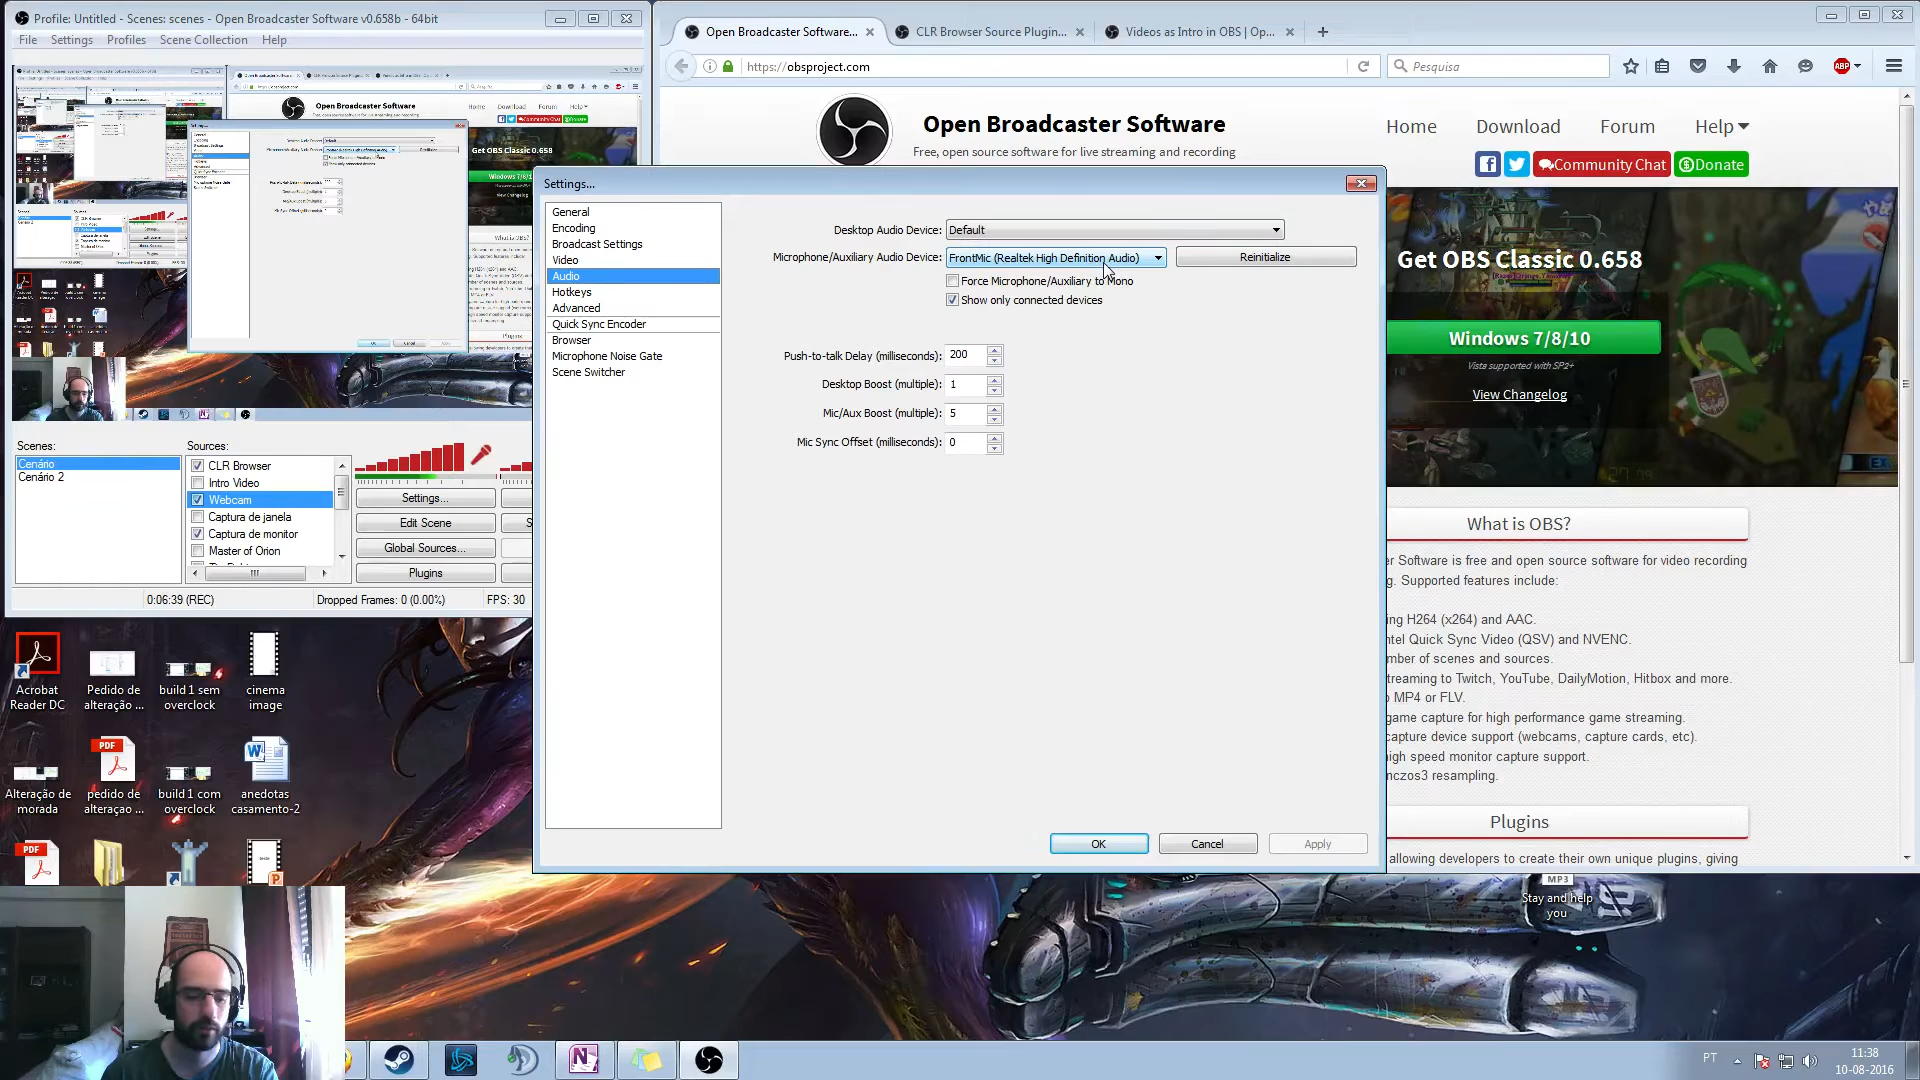 Profile: Untitled - Scenes: scenes - Open Broadcaster Software v0.658b - 64bit
File Settings Profiles Scene Collection Help
Open Broadcaster Software...
CLR Browser Source Plugin...
Videos as Intro in OBS | Op...
https://obsproject.com
Pesquisa
ABP
Open Broadcaster Software
Free, open source software for live streaming and recording
Home Download Forum Help
Community Chat
Donate
Get OBS Classic 0.658
Windows 7/8/10
Vista supported with SP2+
View Changelog
What is OBS?
er Software is free and open source software for video recording
g. Supported features include:
ing H264 (x264) and AAC.
ntel Quick Sync Video (QSV) and NVENC.
mber of scenes and sources.
treaming to Twitch, YouTube, DailyMotion, Hitbox and more.
o MP4 or FLV.
game capture for high performance game streaming.
capture device support (webcams, capture cards, etc).
high speed monitor capture support.
nczos3 resampling.
Plugins
allowing developers to create their own unique plugins, giving
Settings...
General
Encoding
Broadcast Settings
Video
Audio
Hotkeys
Advanced
Quick Sync Encoder
Browser
Microphone Noise Gate
Scene Switcher
Desktop Audio Device: Default
Microphone/Auxiliary Audio Device: FrontMic (Realtek High Definition Audio) Reinitialize
Force Microphone/Auxiliary to Mono
Show only connected devices
Push-to-talk Delay (milliseconds): 200
Desktop Boost (multiple): 1
Mic/Aux Boost (multiple): 5
Mic Sync Offset (milliseconds): 0
OK Cancel Apply
Scenes:
Cenário
Cenário 2
Sources:
CLR Browser
Intro Video
Webcam
Captura de janela
Captura de monitor
Master of Orion
Settings...
Edit Scene
Global Sources...
Plugins
0:06:39 (REC) Dropped Frames: 0 (0.00%) FPS: 30
Acrobat Reader DC
Pedido de alteração ...
build 1 sem overclock
cinema image
Alteração de morada
pedido de alteraçao ...
build 1 com overclock
anedotas casamento-2
PDF
PDF
MP3
Stay and help you
PT
11:38
10-08-2016